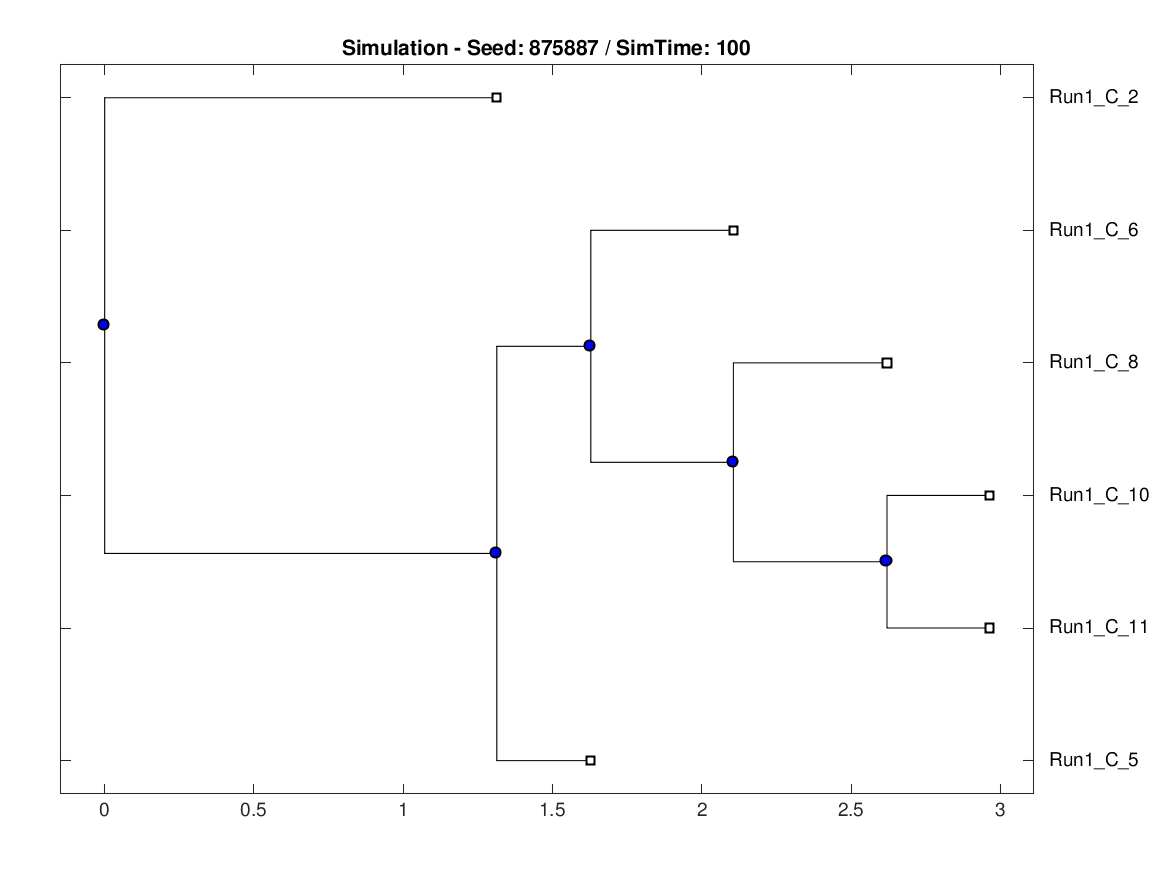 Simulation - Seed: 875887 / SimTime: 100
Run1_C_2
Run1_C_6
Run1_C_8
Run1_C_10
Run1_C_11
Run1_C_5
0 0.5 1 1.5 2 2.5 3